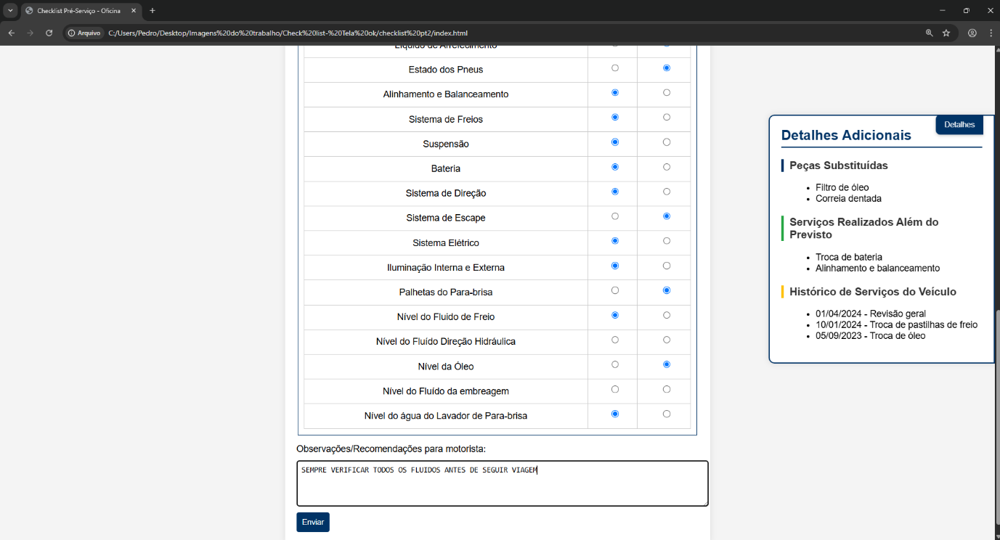 Checklist Pré-Serviço - Oficina
Arquivo
C:/Users/Pedro/Desktop/Imagens%20do%20trabalho/Check%20list-%20Tela%20ok/checklist%20pt2/index.html
Líquido de Arrefecimento
Estado dos Pneus
Alinhamento e Balanceamento
Sistema de Freios
Suspensão
Bateria
Sistema de Direção
Sistema de Escape
Sistema Elétrico
Iluminação Interna e Externa
Palhetas do Para-brisa
Nível do Fluido de Freio
Nível do Fluído Direção Hidráulica
Nível da Óleo
Nível do Fluído da embreagem
Nível do água do Lavador de Para-brisa
Observações/Recomendações para motorista:
SEMPRE VERIFICAR TODOS OS FLUIDOS ANTES DE SEGUIR VIAGEM
Enviar
Detalhes
Detalhes Adicionais
Peças Substituídas
Filtro de óleo
Correia dentada
Serviços Realizados Além do
Previsto
Troca de bateria
Alinhamento e balanceamento
Histórico de Serviços do Veículo
01/04/2024 - Revisão geral
10/01/2024 - Troca de pastilhas de freio
05/09/2023 - Troca de óleo